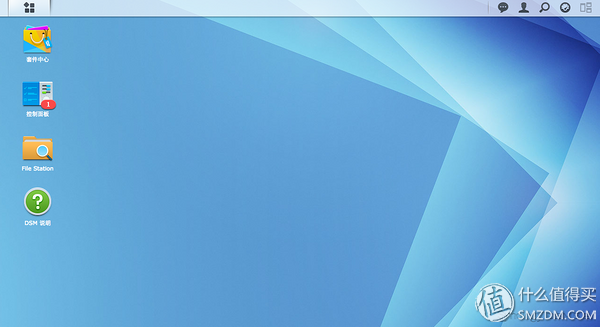 套件中心
控制面板
1
File Station
DSM 说明
值 什么值得买
SMZDM.COM